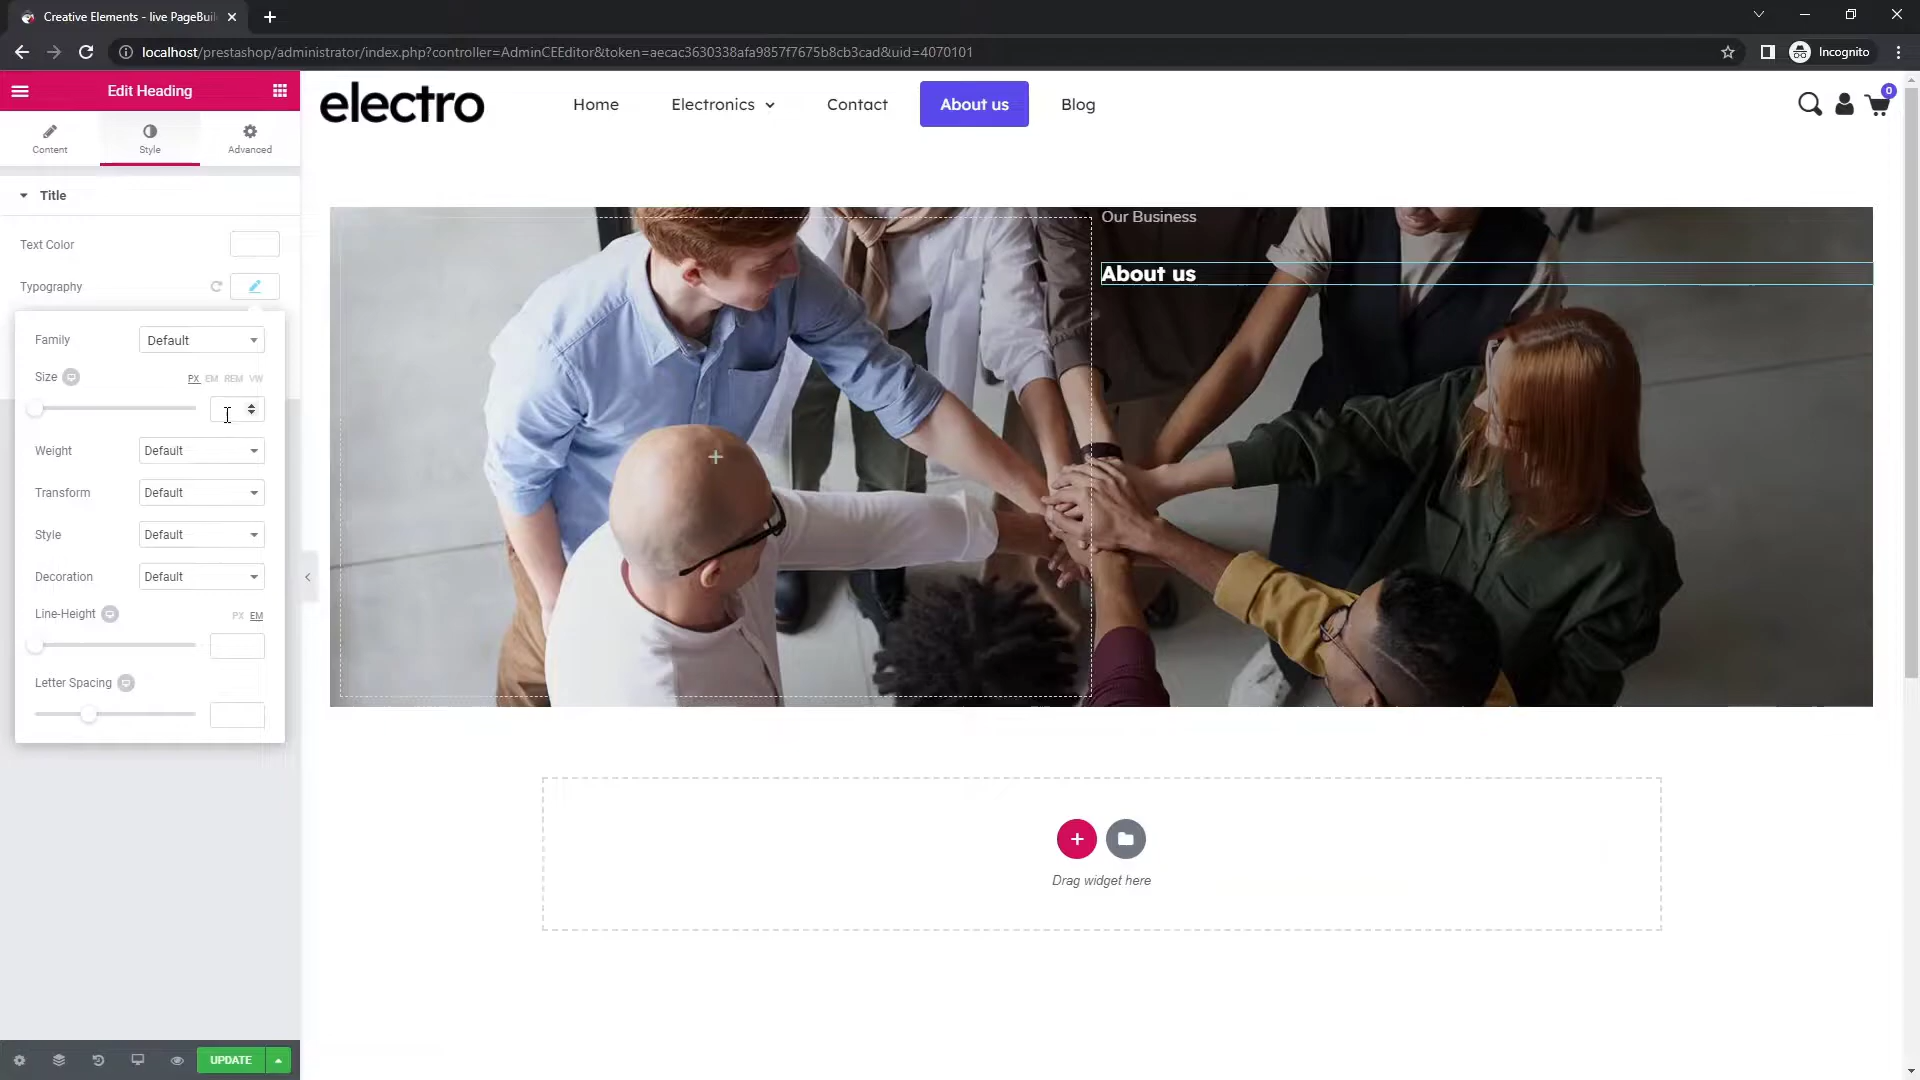 Creative Elements - live PageBuil
localhost/prestashop/administrator/index.php?controller=AdminCEEditor&token=aecac3630338afa9857f7675b8cb3cad&uid=4070101
Incognito
Edit Heading
Content
Style
Advanced
Title
Text Color
Typography
Family
Default
Size
PX EM REM VW
Weight
Default
Transform
Default
Style
Default
Decoration
Default
Line-Height
PX EM
Letter Spacing
UPDATE
electro
Home
Electronics
Contact
About us
Blog
0
Our Business
About us
Drag widget here